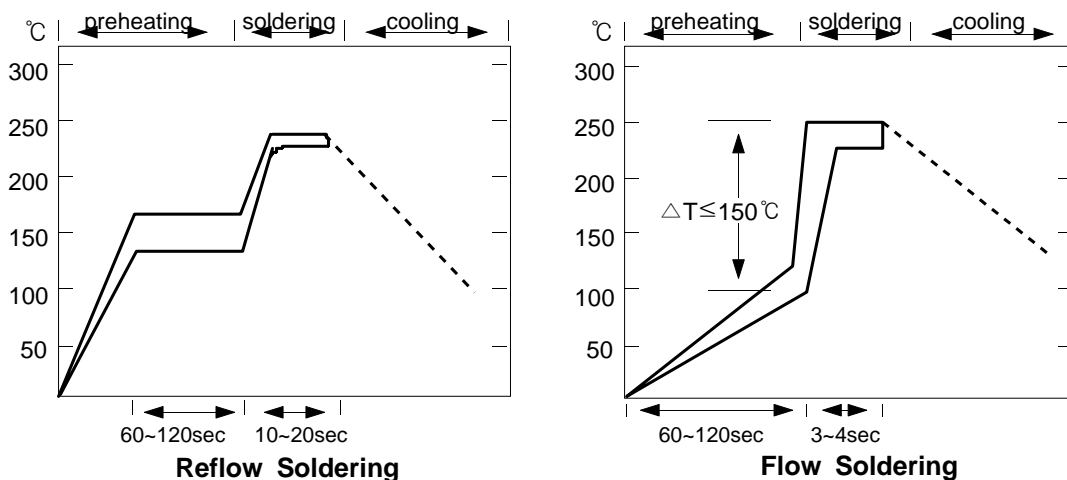 ℃ preheating soldering cooling
300
250
200
150
100
50
60~120sec 10~20sec
Reflow Soldering
℃ preheating soldering cooling
300
250
200
△T≤150℃
150
100
50
60~120sec 3~4sec
Flow Soldering